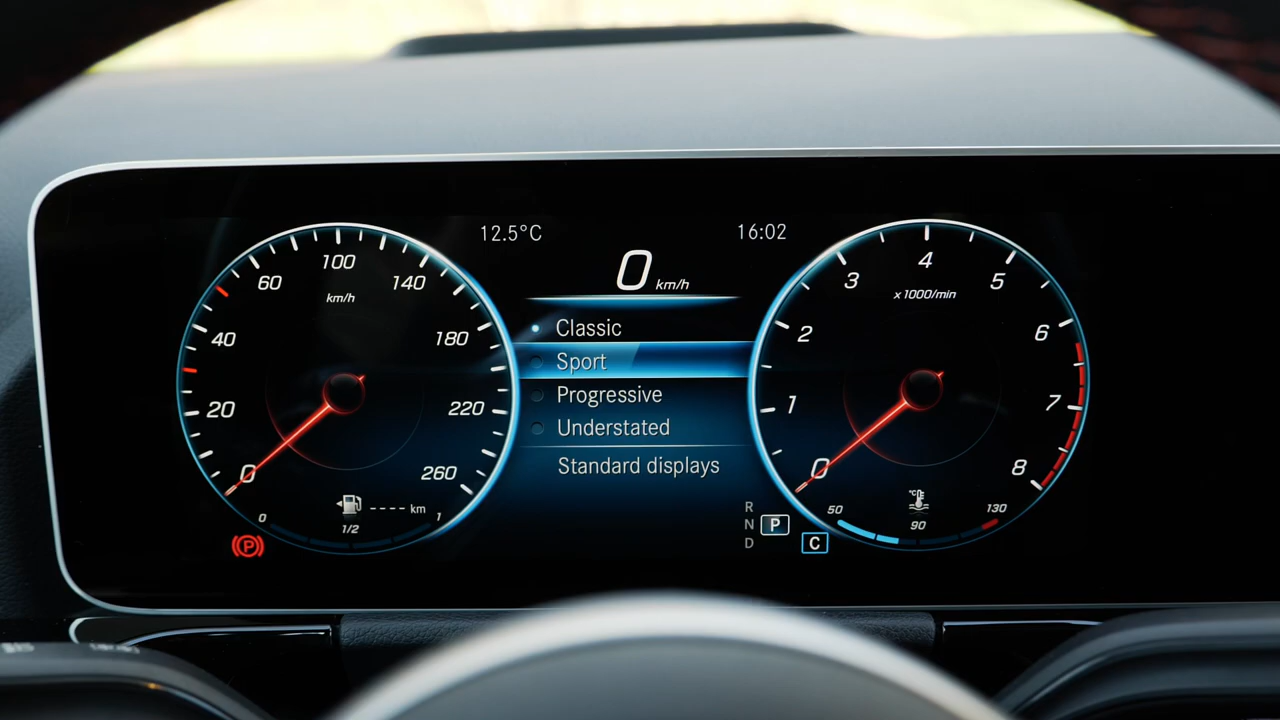 12.5°C
16:02
0 km/h
0
20
40
60
100
140
180
220
260
km/h
0
1/2
1
---- km
(P)
Classic
Sport
Progressive
Understated
Standard displays
R
N
P
D
C
0
1
2
3
4
5
6
7
8
x1000/min
50
°C
90
130